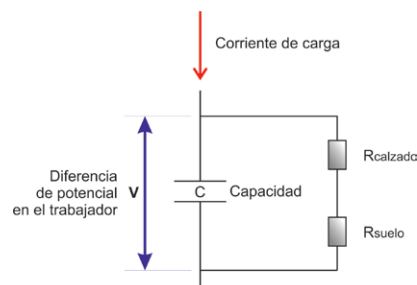 Corriente de carga
Diferencia
de potencial
en el trabajador
V
C
Capacidad
Rcalzado
Rsuelo